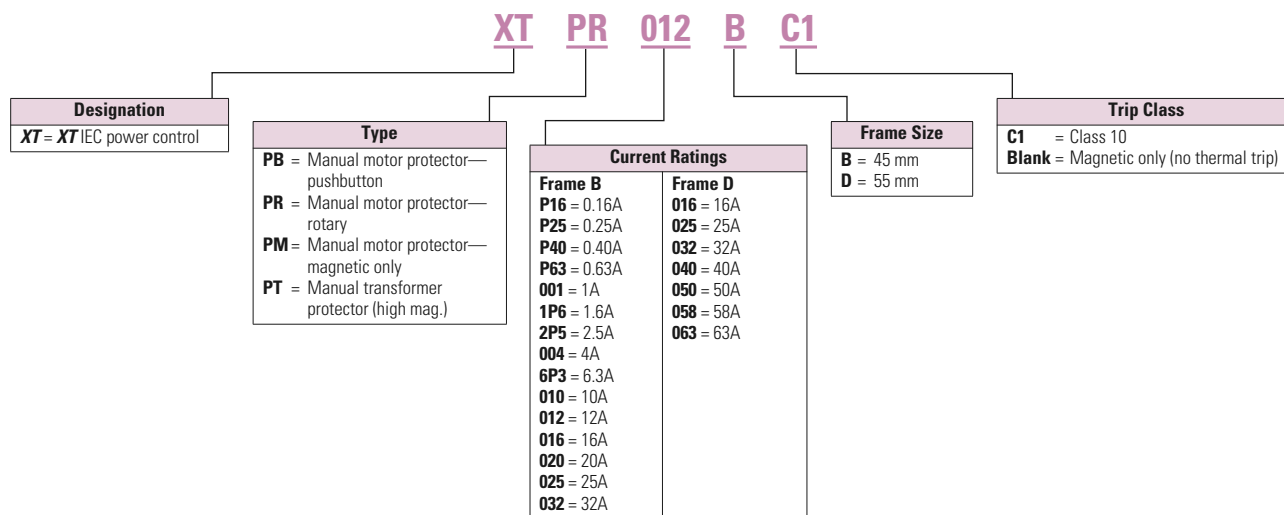 XT PR 012 B C1
Designation
XT = XT IEC power control
Type
PB = Manual motor protector—
pushbutton
PR = Manual motor protector—
rotary
PM = Manual motor protector—
magnetic only
PT = Manual transformer
protector (high mag.)
Current Ratings
Frame B
P16 = 0.16A
P25 = 0.25A
P40 = 0.40A
P63 = 0.63A
001 = 1A
1P6 = 1.6A
2P5 = 2.5A
004 = 4A
6P3 = 6.3A
010 = 10A
012 = 12A
016 = 16A
020 = 20A
025 = 25A
032 = 32A
Frame D
016 = 16A
025 = 25A
032 = 32A
040 = 40A
050 = 50A
058 = 58A
063 = 63A
Frame Size
B = 45 mm
D = 55 mm
Trip Class
C1 = Class 10
Blank = Magnetic only (no thermal trip)